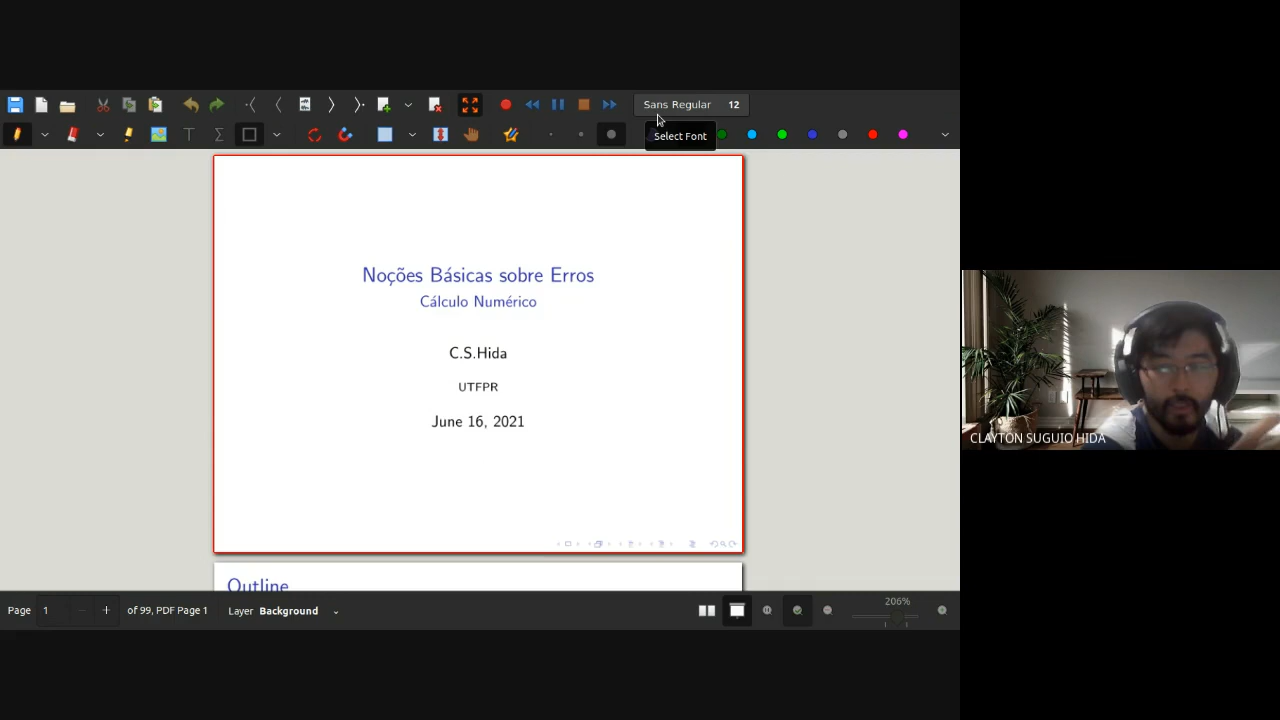 Sans Regular 12
Select Font
Noções Básicas sobre Erros
Cálculo Numérico
C.S.Hida
UTFPR
June 16, 2021
Outline
CLAYTON SUGUIO HIDA
Page 1 of 99, PDF Page 1 Layer Background 206%